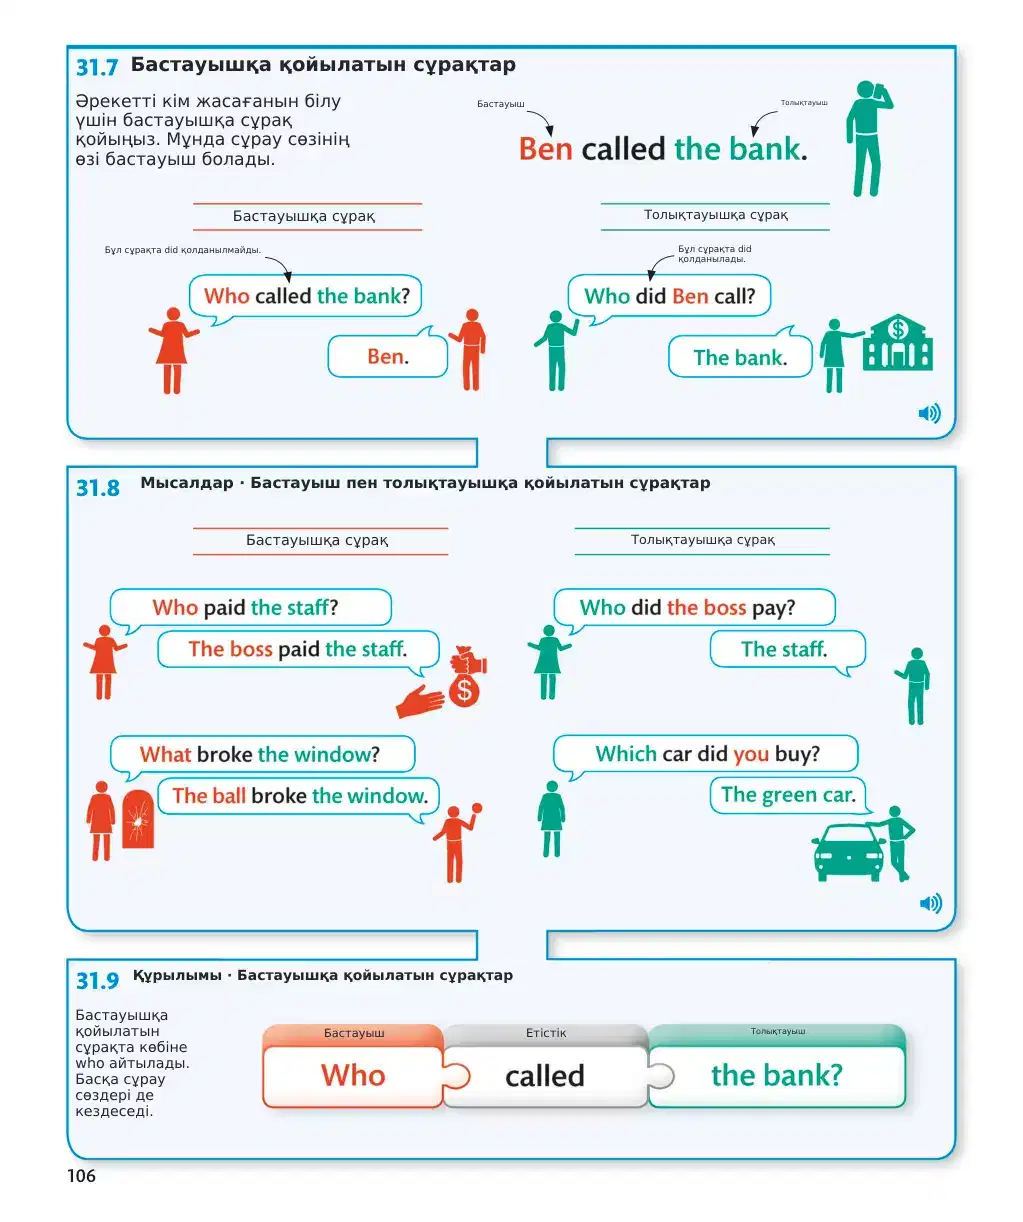 31.7 Бастауышқа қойылатын сұрақтар
Әрекетті кім жасағанын білу
үшін бастауышқа сұрақ
қойыңыз. Мұнда сұрау сөзінің
өзі бастауыш болады.
Бастауыш
Толықтауыш
Ben called the bank.
Бастауышқа сұрақ
Бұл сұрақта did қолданылмайды.
Who called the bank?
Ben.
Толықтауышқа сұрақ
Бұл сұрақта did
қолданылады.
Who did Ben call?
The bank.
$
31.8 Мысалдар · Бастауыш пен толықтауышқа қойылатын сұрақтар
Бастауышқа сұрақ
Толықтауышқа сұрақ
Who paid the staff?
The boss paid the staff.
$
Who did the boss pay?
The staff.
What broke the window?
The ball broke the window.
Which car did you buy?
The green car.
31.9 Құрылымы · Бастауышқа қойылатын сұрақтар
Бастауышқа
қойылатын
сұрақта көбіне
who айтылады.
Басқа сұрау
сөздері де
кездеседі.
Бастауыш
Етістік
Толықтауыш
Who called the bank?
106